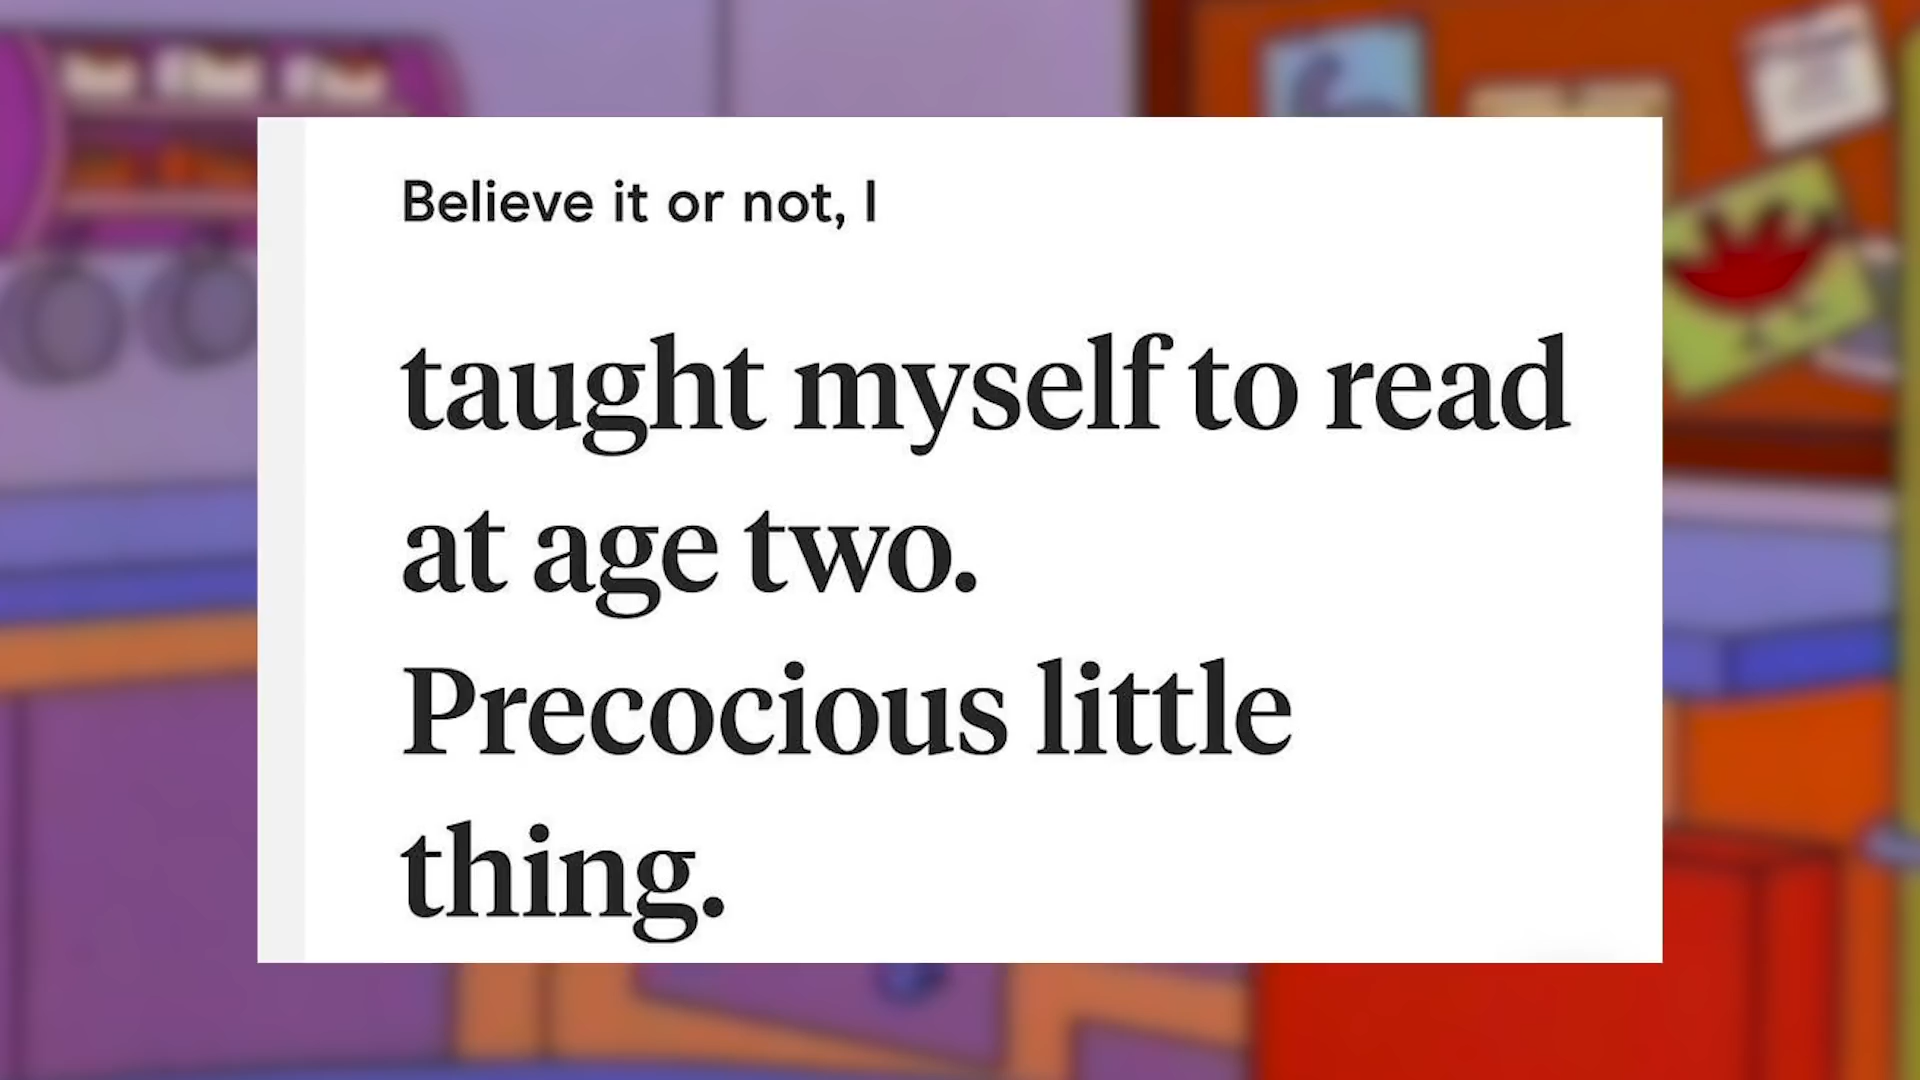 Believe it or not, I
taught myself to read
at age two.
Precocious little
thing.